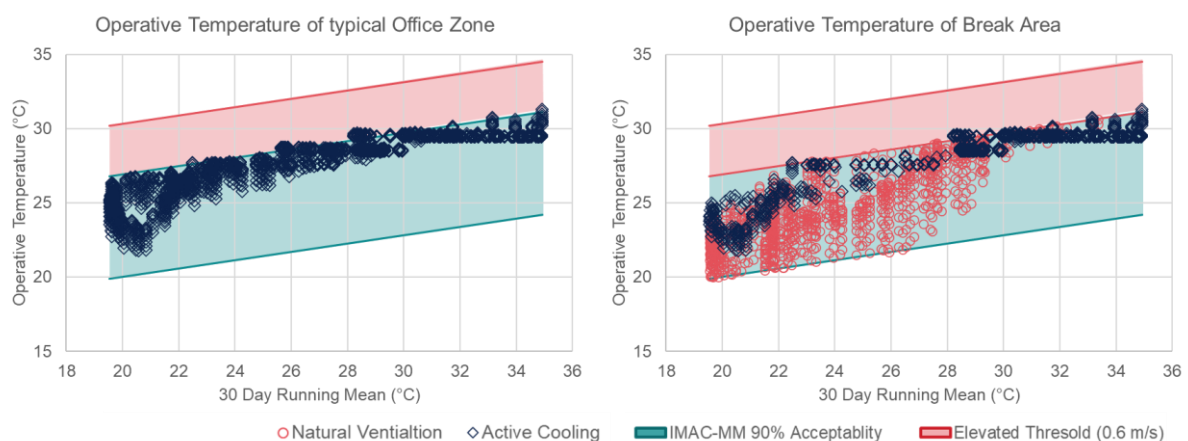 Operative Temperature of typical Office Zone
Operative Temperature (°C)
35
30
25
20
15
18 20 22 24 26 28 30 32 34 36
30 Day Running Mean (°C)
Operative Temperature of Break Area
Operative Temperature (°C)
35
30
25
20
15
18 20 22 24 26 28 30 32 34 36
30 Day Running Mean (°C)
Natural Ventialtion Active Cooling IMAC-MM 90% Acceptablity Elevated Thresold (0.6 m/s)